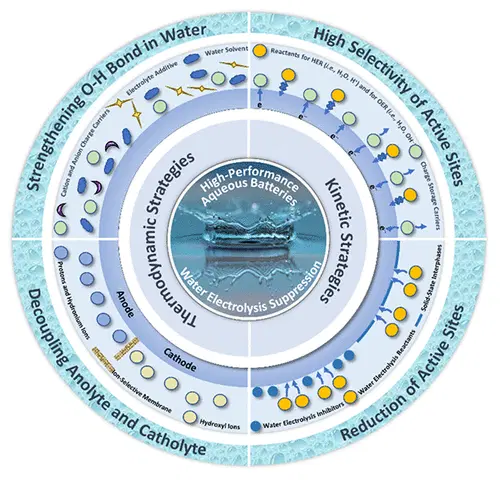 Strengthening O-H Bond in Water
High Selectivity of Active Sites
Water Solvent
Electrolyte Additive
Cation and Anion Charge Carriers
Reactants for HER (i.e., H₂O, H⁺) and for OER (i.e., H₂O, OH⁻)
Charge Storage Carriers
e⁻
e⁻
e⁻
e⁻
e⁻
e⁻
Thermodynamic Strategies
Kinetic Strategies
High-Performance
Aqueous Batteries
Water Electrolysis Suppression
Protons and Hydronium Ions
Anode
Cathode
Ion-Selective Membrane
Hydroxyl Ions
Solid-State Interphases
Water Electrolysis Reactants
Water Electrolysis Inhibitors
Decoupling Anolyte and Catholyte
Reduction of Active Sites